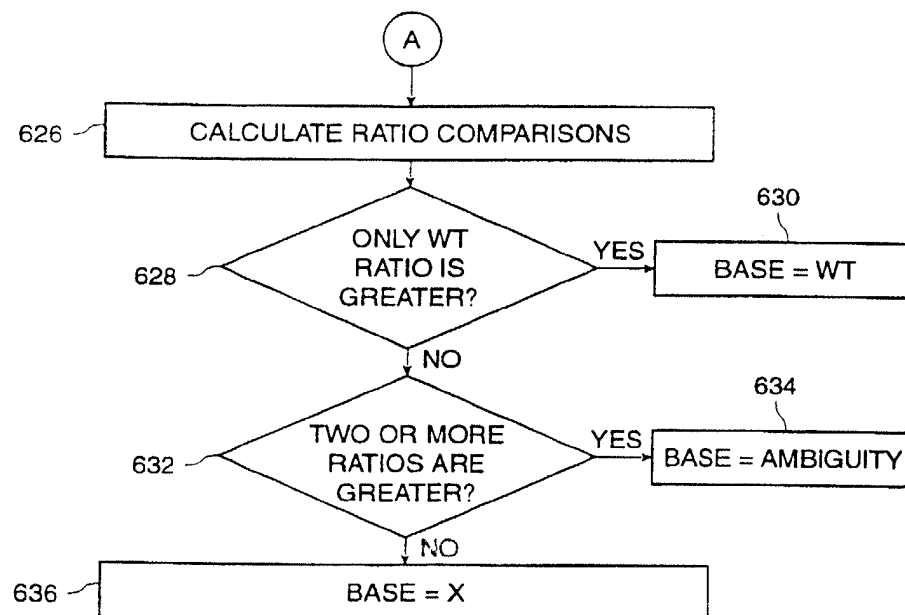 A
626
CALCULATE RATIO COMPARISONS
628
ONLY WT
RATIO IS
GREATER?
YES
630
BASE = WT
NO
632
TWO OR MORE
RATIOS ARE
GREATER?
YES
634
BASE = AMBIGUITY
NO
636
BASE = X